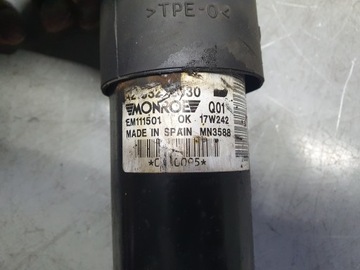 >TPE-O<
MONROE Q01
EM111501 OK 17W242
MADE IN SPAIN MN3588